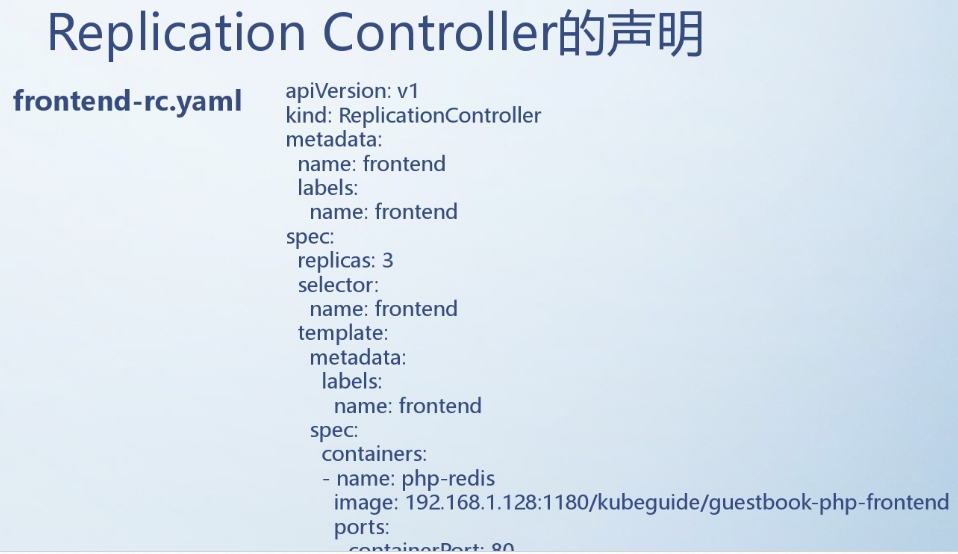 Replication Controller的声明
frontend-rc.yaml
apiVersion: v1
kind: ReplicationController
metadata:
  name: frontend
  labels:
    name: frontend
spec:
  replicas: 3
  selector:
    name: frontend
  template:
    metadata:
      labels:
        name: frontend
    spec:
      containers:
      - name: php-redis
        image: 192.168.1.128:1180/kubeguide/guestbook-php-frontend
        ports:
        - containerPort: 80